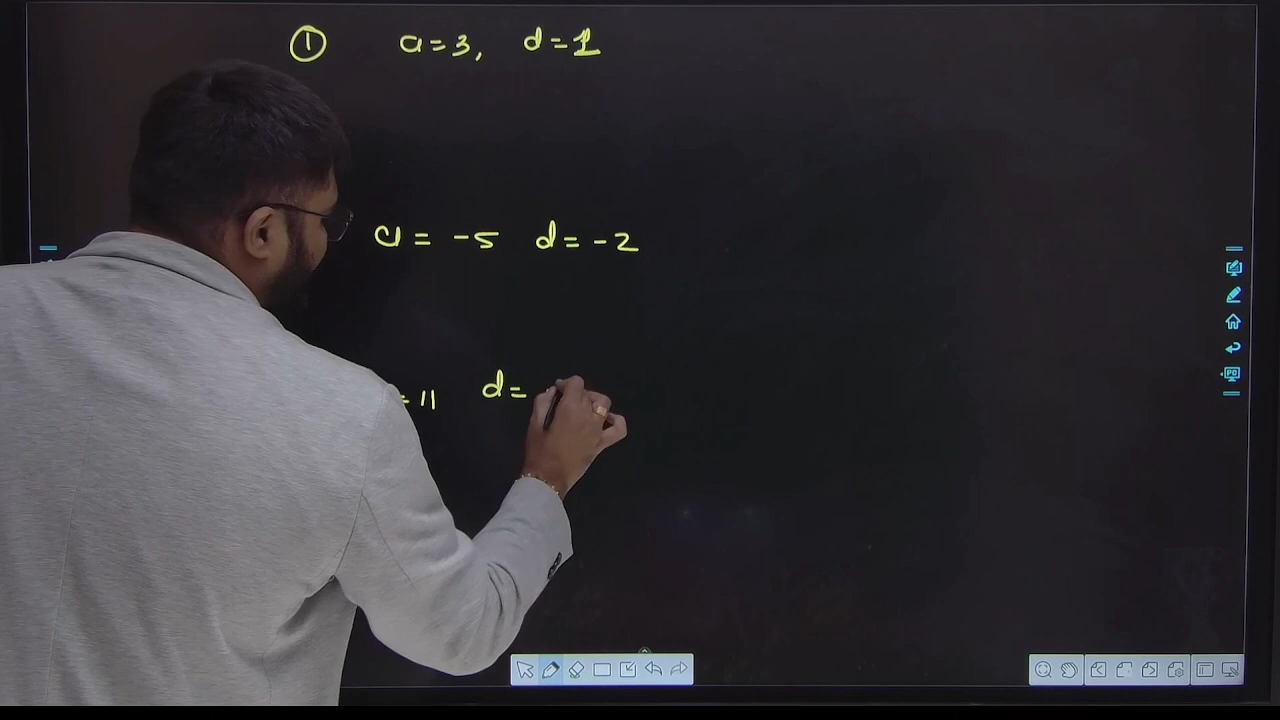 ① a = 3, d = 1
a = -5 d = -2
= 11 d =